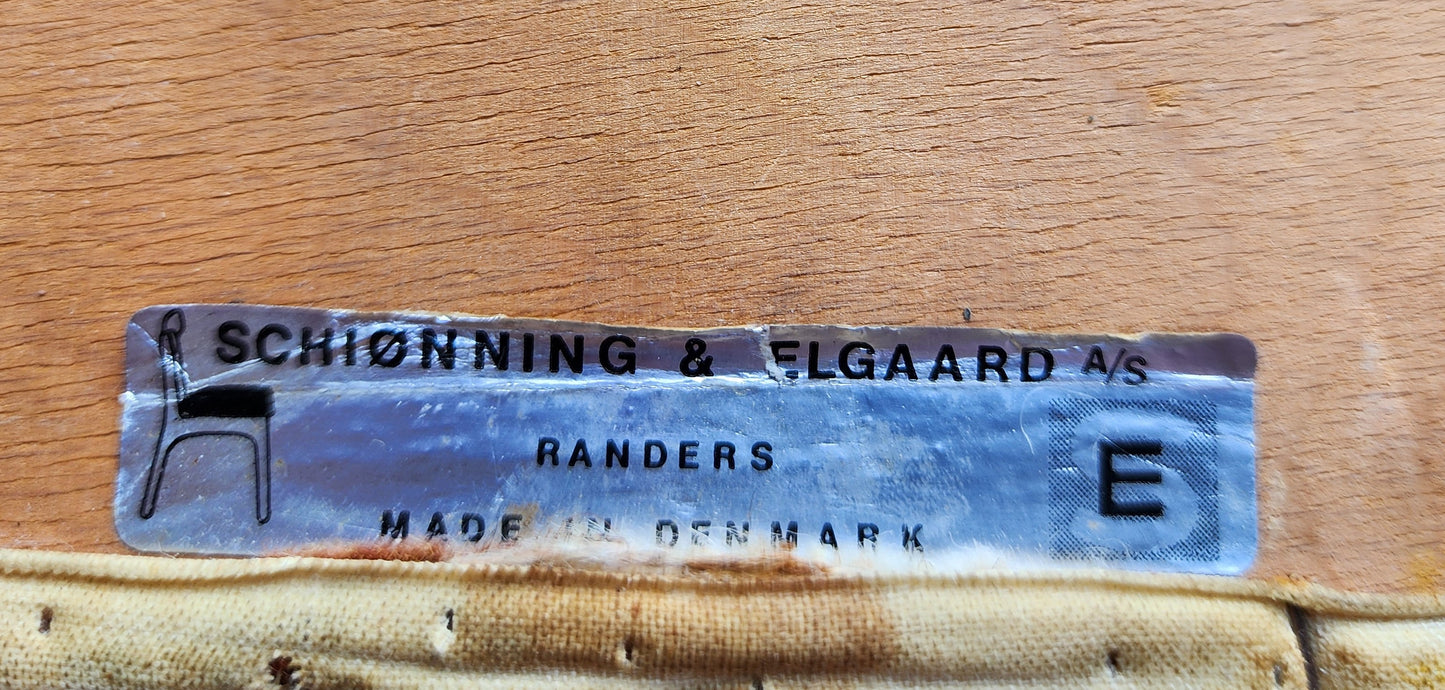 SCHIØNNING & ELGAARD A/S
RANDERS
MADE IN DENMARK
S
E